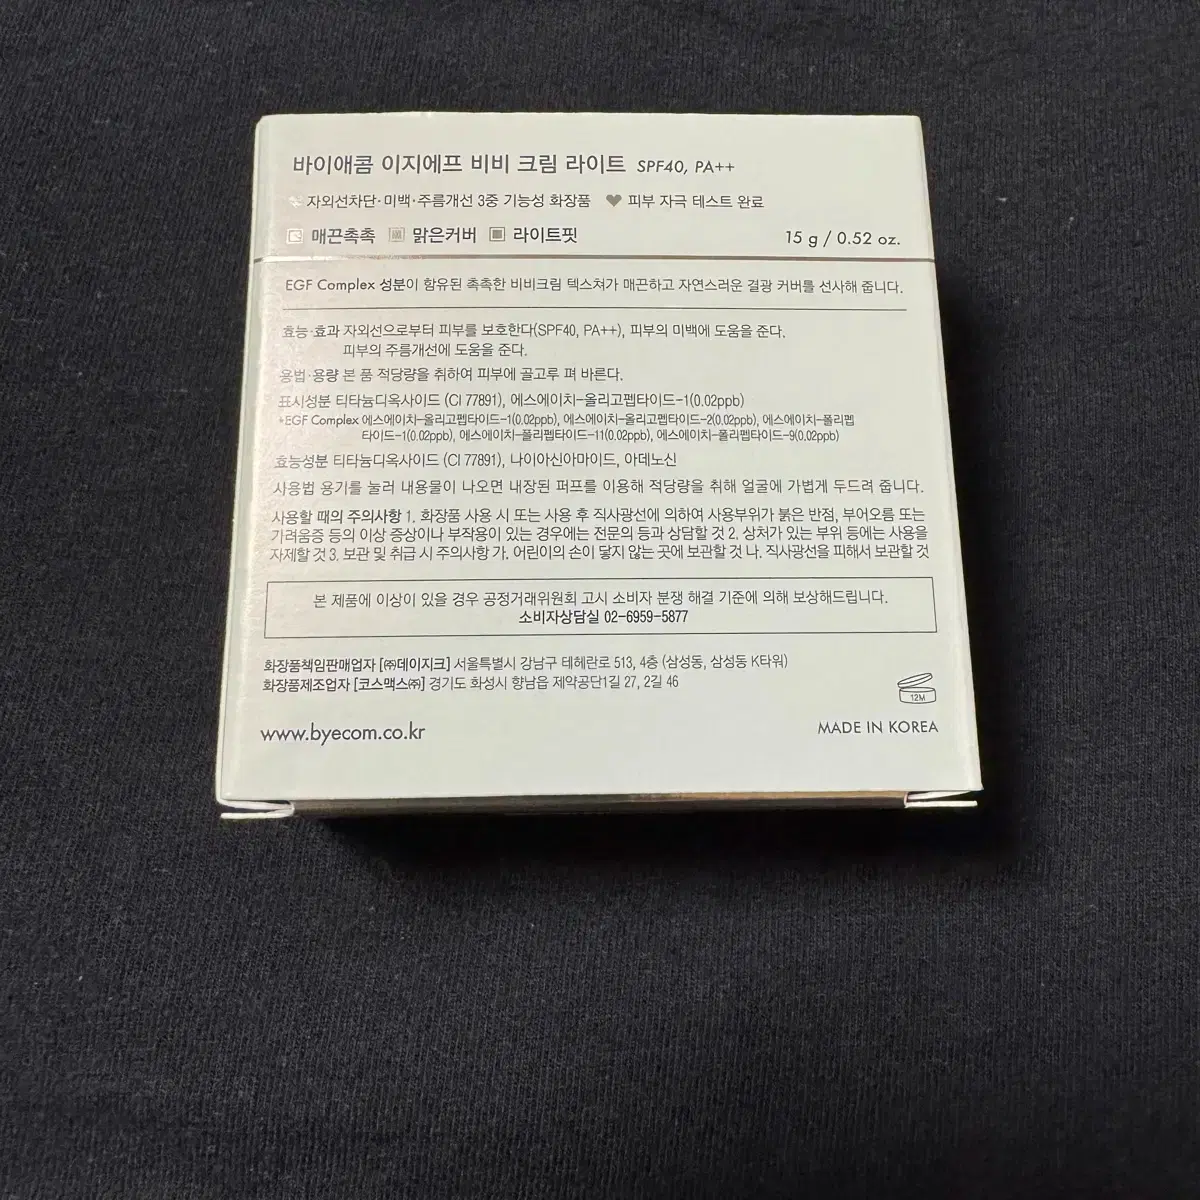 바이애콤 이지에프 비비 크림 라이트 SPF40, PA++
자외선차단·미백·주름개선 3중 기능성 화장품 ♥ 피부 자극 테스트 완료
매끈촉촉 맑은커버 라이트핏 15 g / 0.52 oz.
EGF Complex 성분이 함유된 촉촉한 비비크림 텍스쳐가 매끈하고 자연스러운 결광 커버를 선사해 줍니다.
효능·효과 자외선으로부터 피부를 보호한다(SPF40, PA++), 피부의 미백에 도움을 준다.
피부의 주름개선에 도움을 준다.
용법·용량 본 품 적당량을 취하여 피부에 골고루 펴 바른다.
표시성분 티타늄디옥사이드 (CI 77891), 에스에이치-올리고펩타이드-1(0.02ppb)
*EGF Complex 에스에이치-올리고펩타이드-1(0.02ppb), 에스에이치-올리고펩타이드-2(0.02ppb), 에스에이치-폴리펩
타이드-1(0.02ppb), 에스에이치-폴리펩타이드-11(0.02ppb), 에스에이치-폴리펩타이드-9(0.02ppb)
효능성분 티타늄디옥사이드 (CI 77891), 나이아신아마이드, 아데노신
사용법 용기를 눌러 내용물이 나오면 내장된 퍼프를 이용해 적당량을 취해 얼굴에 가볍게 두드려 줍니다.
사용할 때의 주의사항 1. 화장품 사용 시 또는 사용 후 직사광선에 의하여 사용부위가 붉은 반점, 부어오름 또는
가려움증 등의 이상 증상이나 부작용이 있는 경우에는 전문의 등과 상담할 것 2. 상처가 있는 부위 등에는 사용을
자제할 것 3. 보관 및 취급 시 주의사항 가. 어린이의 손이 닿지 않는 곳에 보관할 것 나. 직사광선을 피해서 보관할 것
본 제품에 이상이 있을 경우 공정거래위원회 고시 소비자 분쟁 해결 기준에 의해 보상해드립니다.
소비자상담실 02-6959-5877
화장품책임판매업자 [㈜데이지크] 서울특별시 강남구 테헤란로 513, 4층 (삼성동, 삼성동 K타워)
화장품제조업자 [코스맥스㈜] 경기도 화성시 향남읍 제약공단1길 27, 2길 46
12M
www.byecom.co.kr MADE IN KOREA